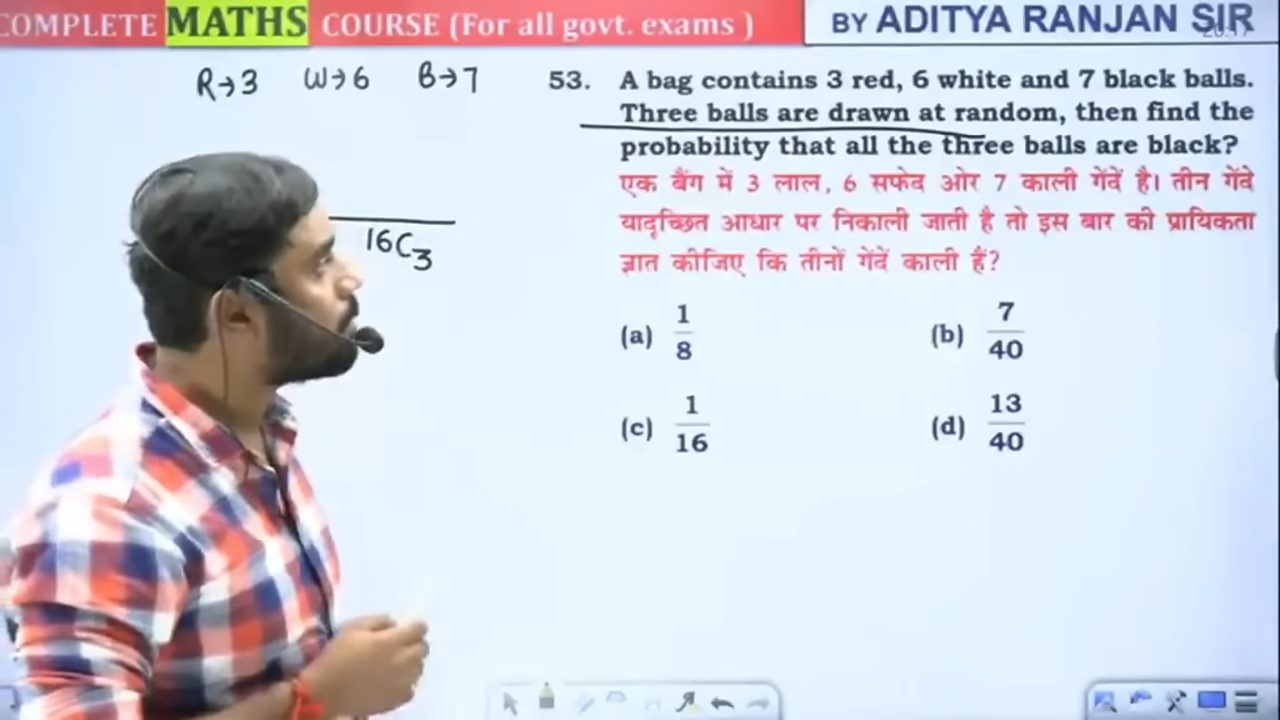 COMPLETE MATHS COURSE (For all govt. exams )
BY ADITYA RANJAN SIR
R→3 W→6 B→7
16C3
53. A bag contains 3 red, 6 white and 7 black balls.
Three balls are drawn at random, then find the
probability that all the three balls are black?
एक बैंग में 3 लाल, 6 सफेद ओर 7 काली गेंदें है। तीन गेंदे
यादृच्छित आधार पर निकाली जाती है तो इस बार की प्रायिकता
ज्ञात कीजिए कि तीनों गेंदें काली हैं?
(a) 1/8 (b) 7/40
(c) 1/16 (d) 13/40